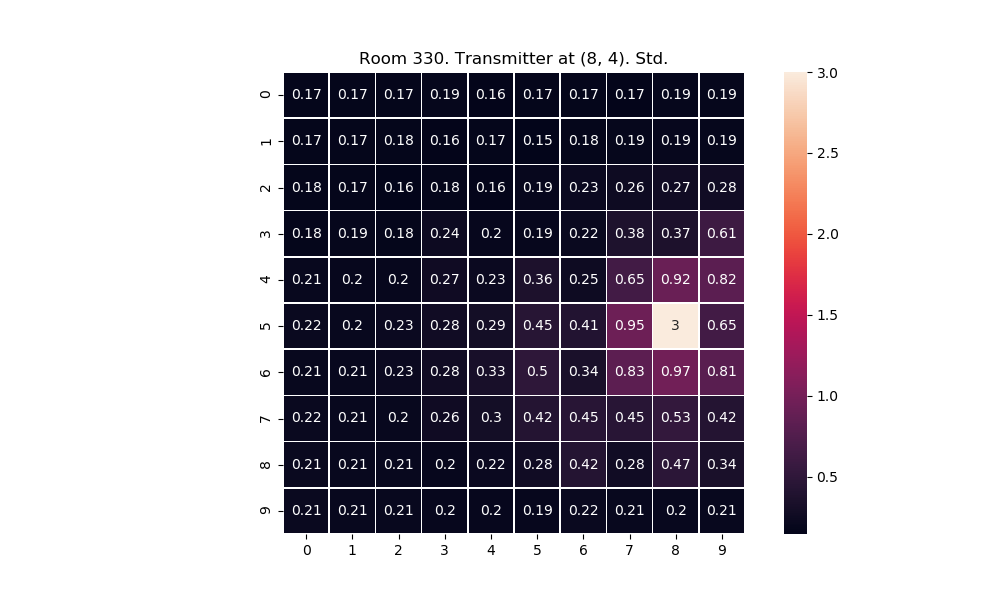 Room 330. Transmitter at (8, 4). Std.
0 0.17 0.17 0.17 0.19 0.16 0.17 0.17 0.17 0.19 0.19 3.0
1 0.17 0.17 0.18 0.16 0.17 0.15 0.18 0.19 0.19 0.19 2.5
2 0.18 0.17 0.16 0.18 0.16 0.19 0.23 0.26 0.27 0.28
3 0.18 0.19 0.18 0.24 0.2 0.19 0.22 0.38 0.37 0.61 2.0
4 0.21 0.2 0.2 0.27 0.23 0.36 0.25 0.65 0.92 0.82
5 0.22 0.2 0.23 0.28 0.29 0.45 0.41 0.95 3 0.65 1.5
6 0.21 0.21 0.23 0.28 0.33 0.5 0.34 0.83 0.97 0.81 1.0
7 0.22 0.21 0.2 0.26 0.3 0.42 0.45 0.45 0.53 0.42
8 0.21 0.21 0.21 0.2 0.22 0.28 0.42 0.28 0.47 0.34 0.5
9 0.21 0.21 0.21 0.2 0.2 0.19 0.22 0.21 0.2 0.21
0 1 2 3 4 5 6 7 8 9